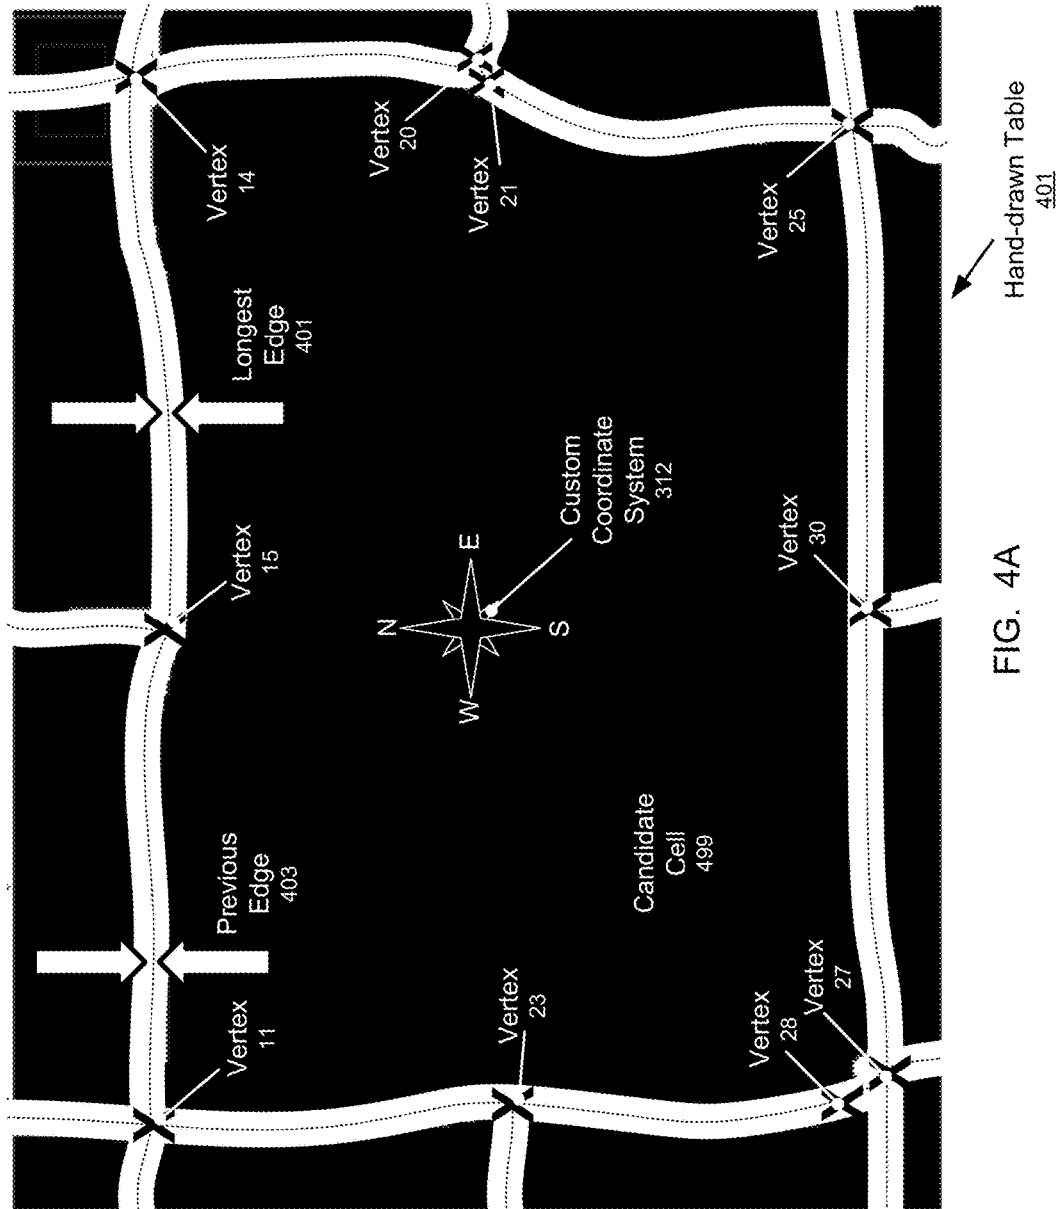 Vertex
11
Previous
Edge
403
Vertex
15
Longest
Edge
401
Vertex
14
Vertex
20
Vertex
21
N
W
E
S
Custom
Coordinate
System
312
Vertex
23
Candidate
Cell
499
Vertex
28
Vertex
27
Vertex
30
Vertex
25
Hand-drawn Table
401
FIG. 4A